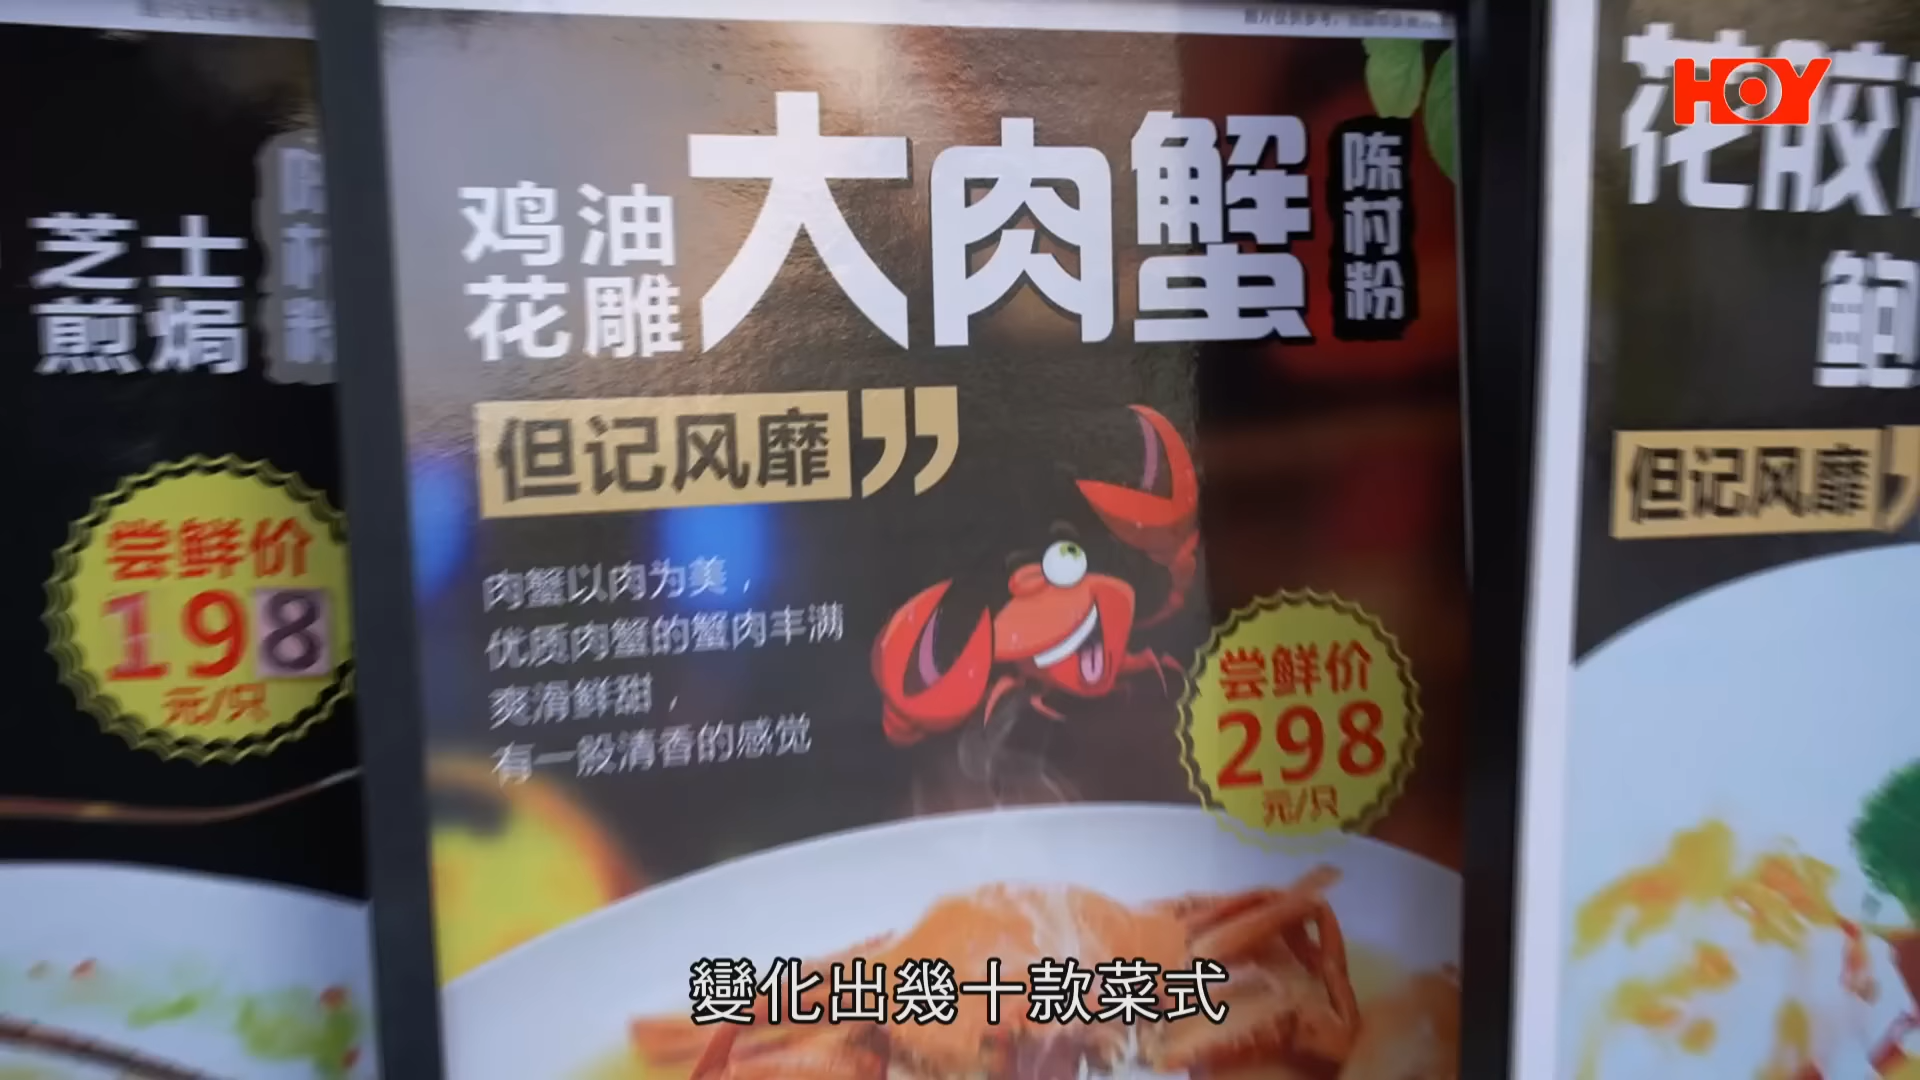 芝士
煎焗
尝鲜价
198
元/只
鸡油
花雕
大肉蟹
陈村粉
但记风靡”
肉蟹以肉为美，
优质肉蟹的蟹肉丰满
爽滑鲜甜，
有一股清香的感觉
尝鲜价
298
元/只
花胶
鲍
但记风靡
HOY
變化出幾十款菜式